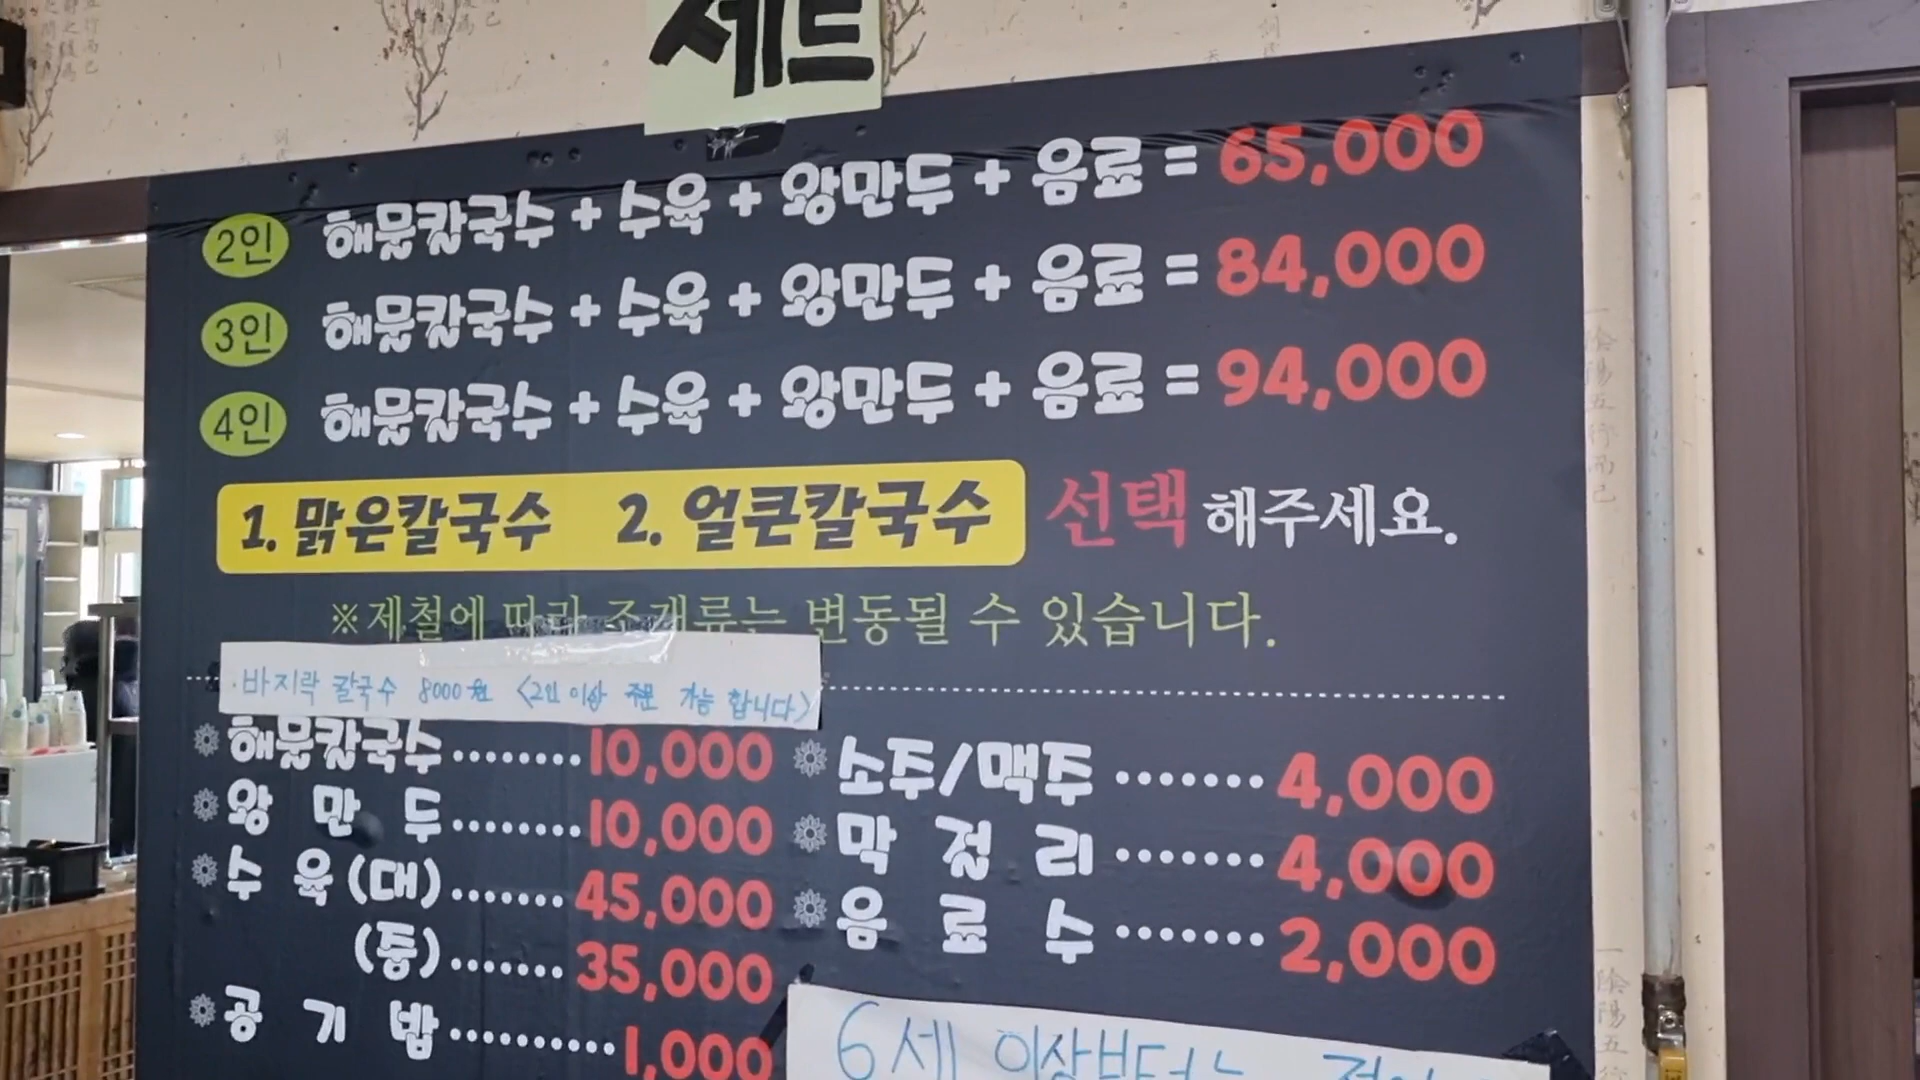 세트
2인 해물칼국수 + 수육 + 왕만두 + 음료 = 65,000
3인 해물칼국수 + 수육 + 왕만두 + 음료 = 84,000
4인 해물칼국수 + 수육 + 왕만두 + 음료 = 94,000
1. 맑은칼국수 2. 얼큰칼국수 선택 해주세요.
※제철에 따라 조개류는 변동될 수 있습니다.
·바지락 칼국수 8000원 <2인 이상 주문 가능 합니다>
해물칼국수........10,000
왕만두........10,000
수육(대).......45,000
(중).......35,000
공기밥..........1,000
소주/맥주.......4,000
막걸리.......4,000
음료수.......2,000
6세 이상부터는